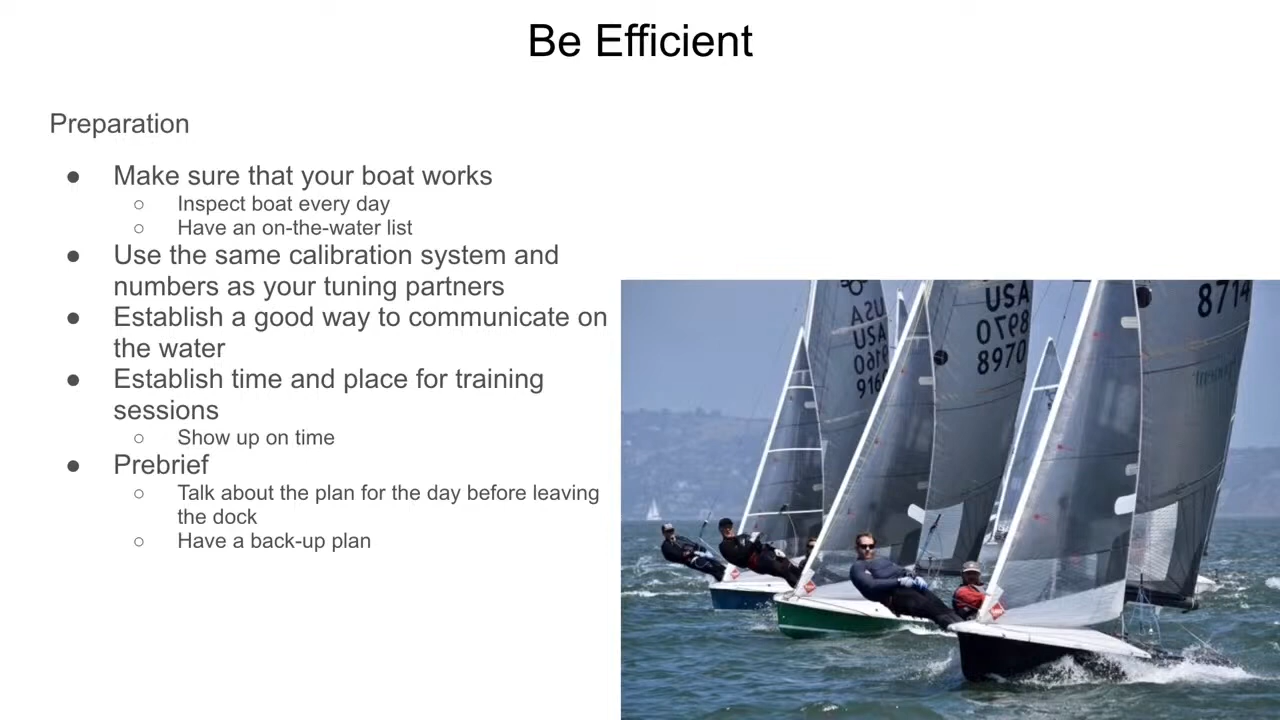 Be Efficient
Preparation
● Make sure that your boat works
○ Inspect boat every day
○ Have an on-the-water list
● Use the same calibration system and
numbers as your tuning partners
● Establish a good way to communicate on
the water
● Establish time and place for training
sessions
○ Show up on time
● Prebrief
○ Talk about the plan for the day before leaving
the dock
○ Have a back-up plan
USA
8970
8714
USA